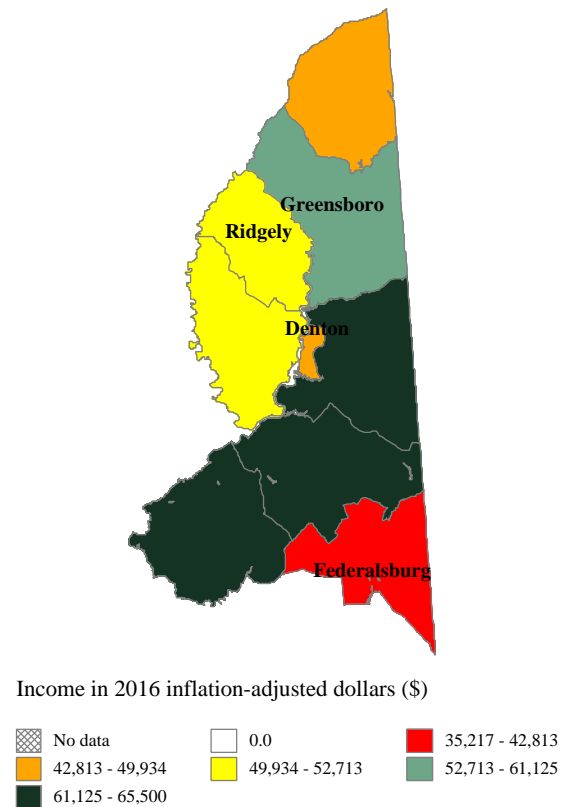 Greensboro
Ridgely
Denton
Federalsburg
Income in 2016 inflation-adjusted dollars ($)
No data 0.0 35,217 - 42,813
42,813 - 49,934 49,934 - 52,713 52,713 - 61,125
61,125 - 65,500